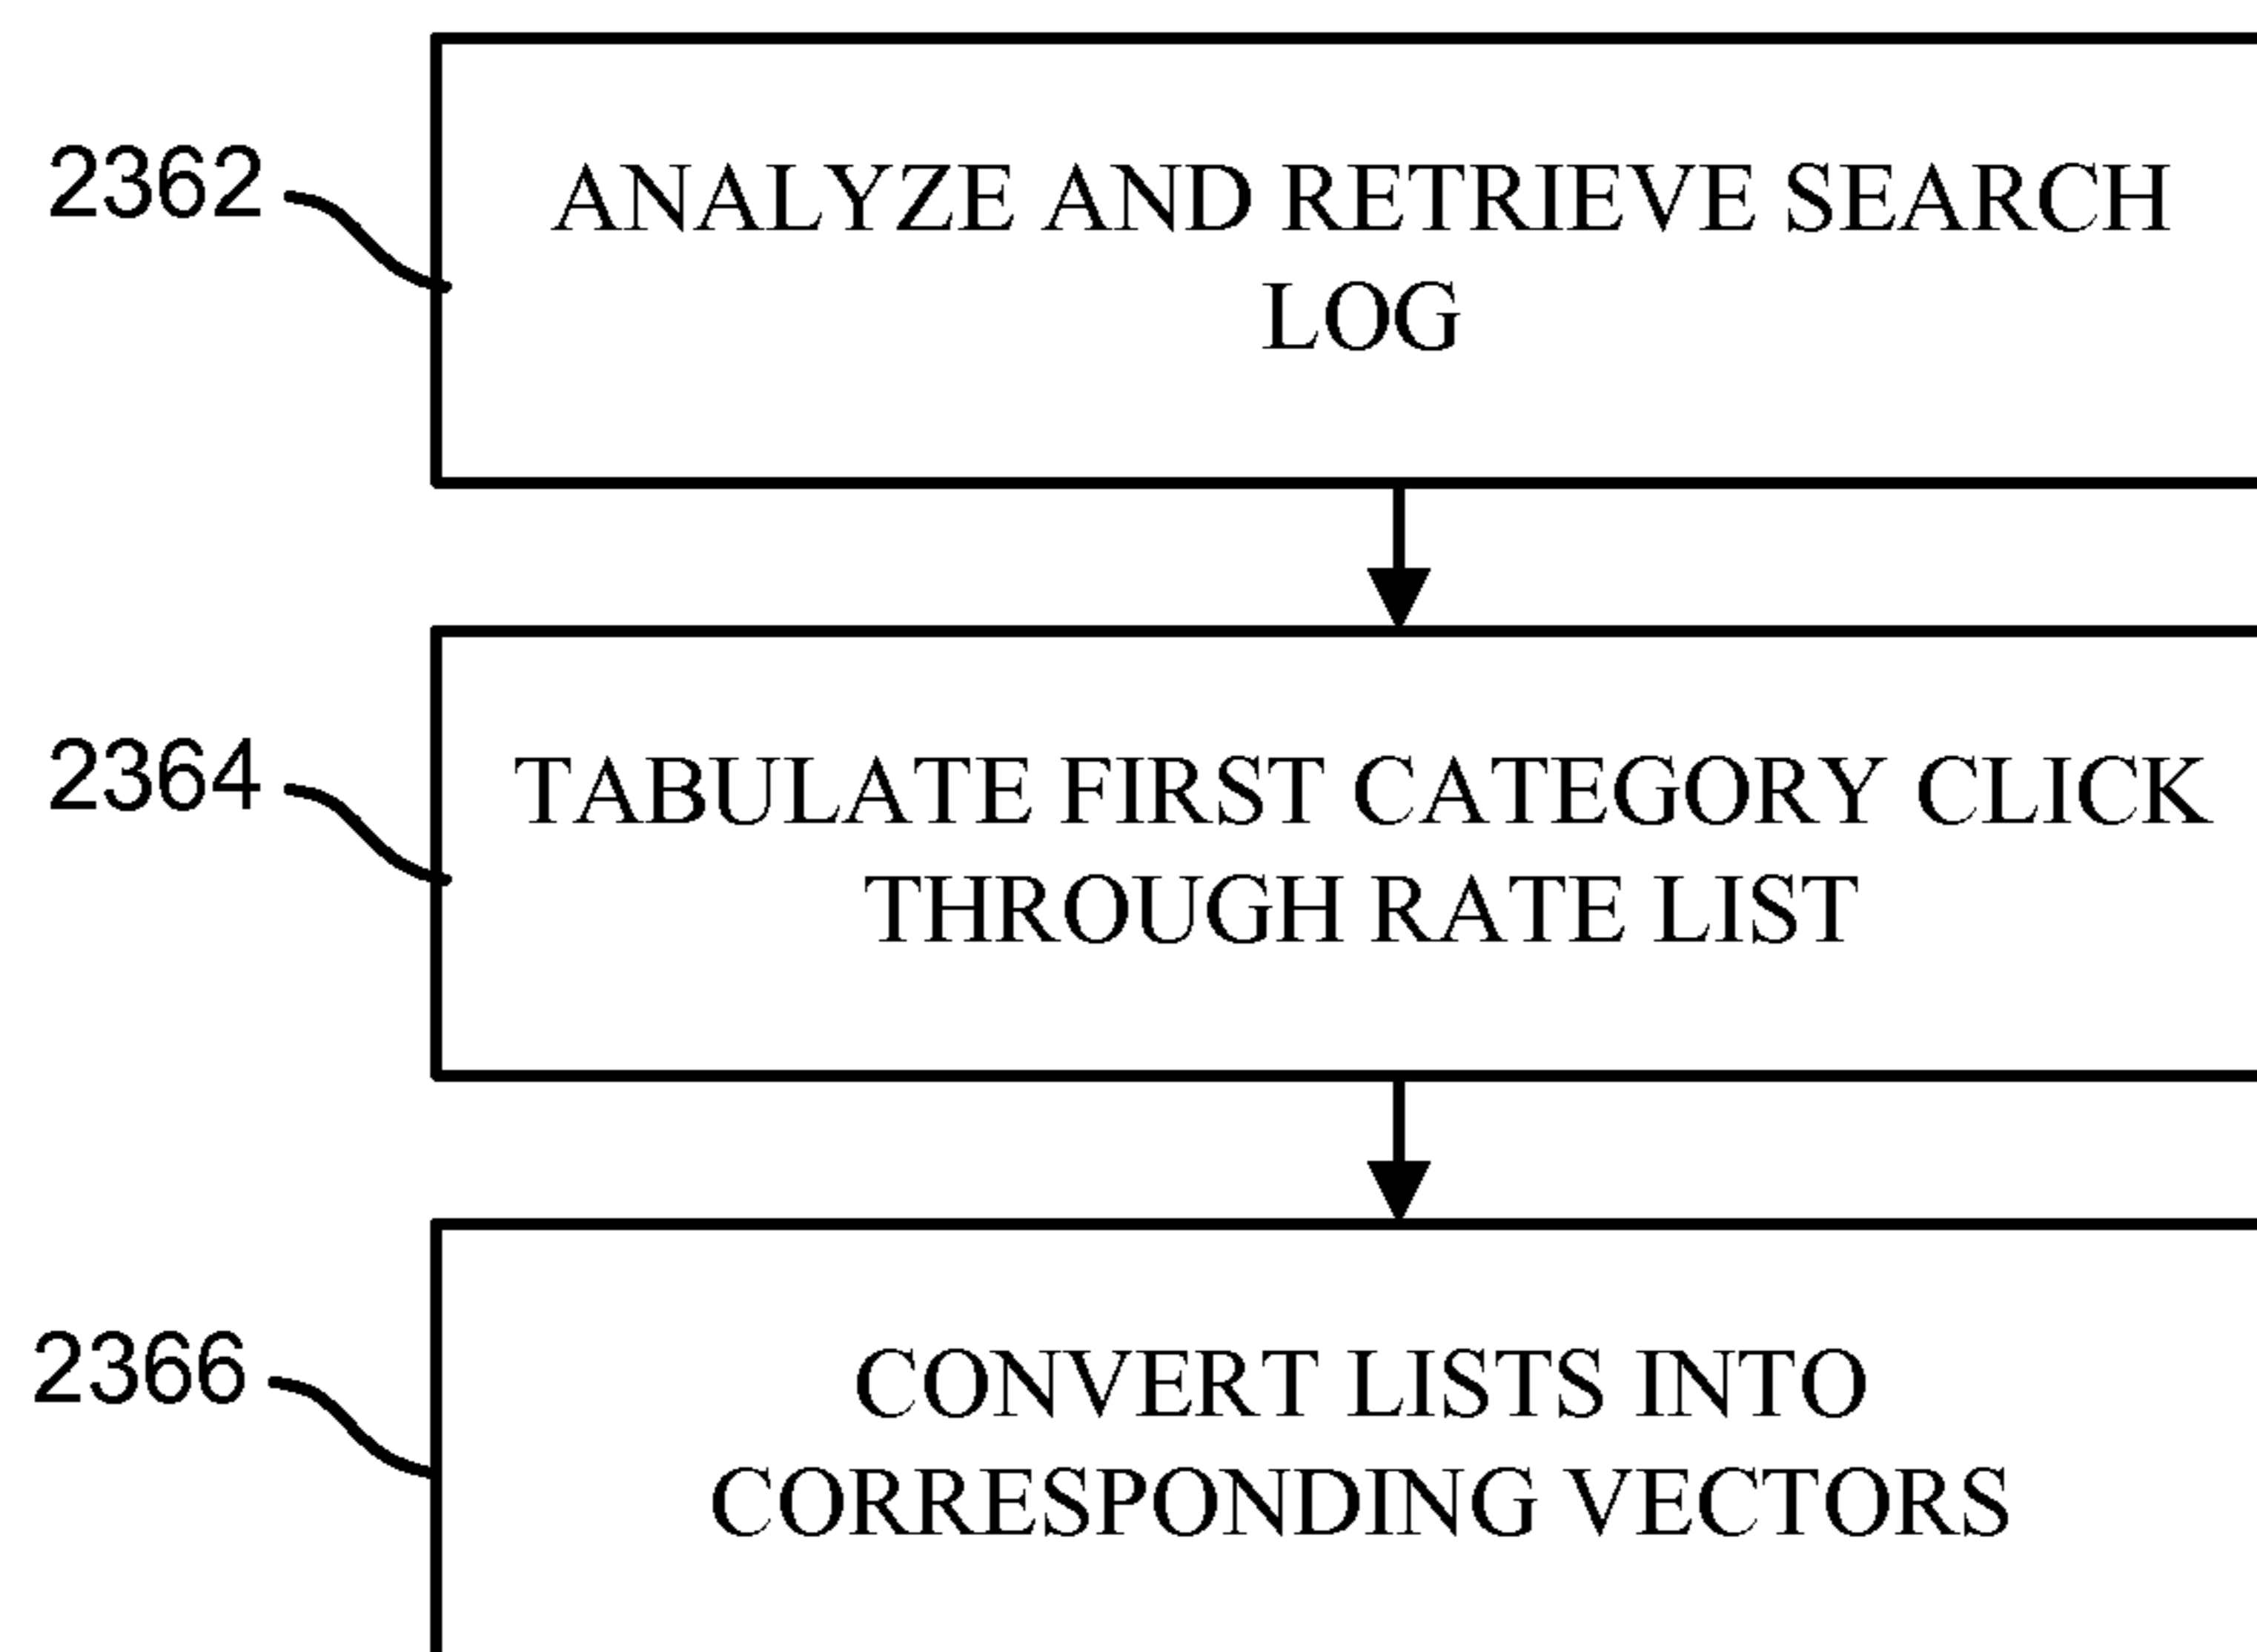 2362
ANALYZE AND RETRIEVE SEARCH
LOG
2364
TABULATE FIRST CATEGORY CLICK
THROUGH RATE LIST
2366
CONVERT LISTS INTO
CORRESPONDING VECTORS